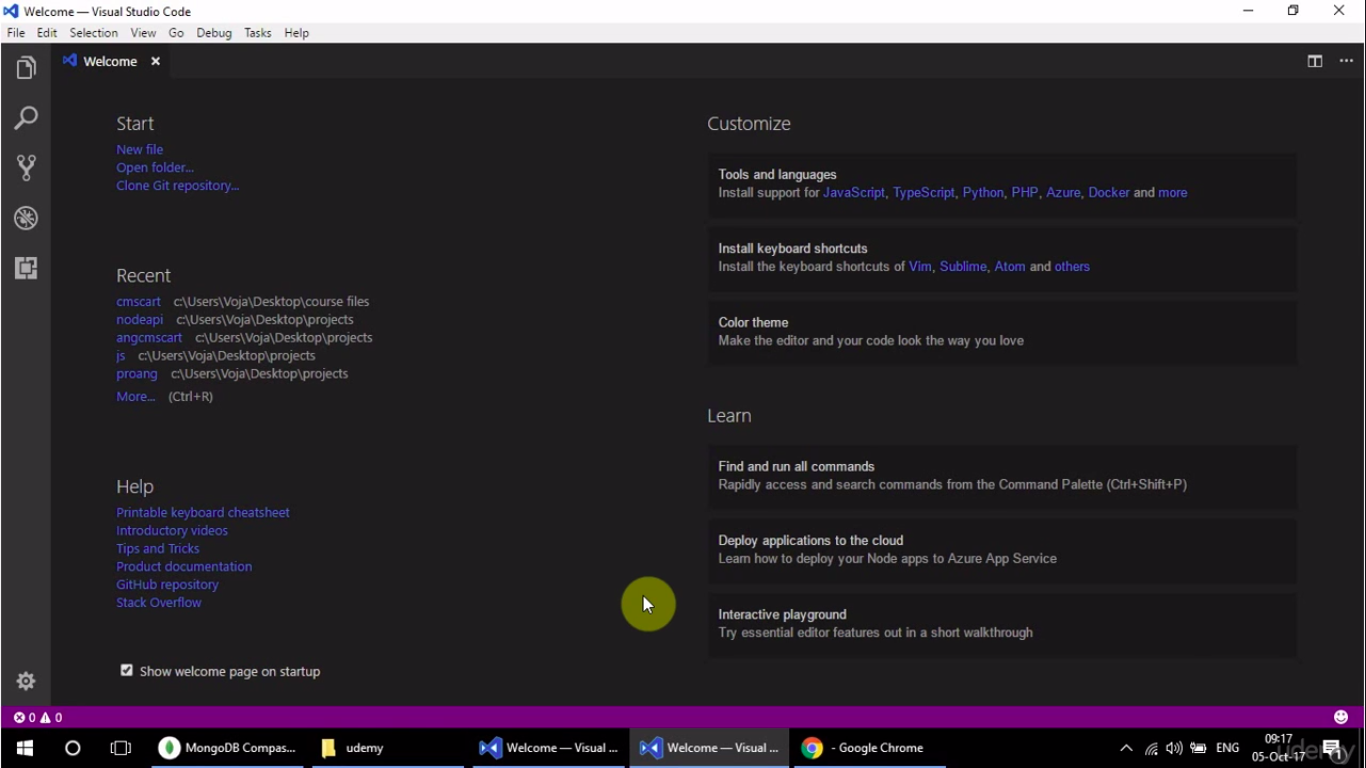 Welcome — Visual Studio Code
File Edit Selection View Go Debug Tasks Help
Welcome
Start
New file
Open folder...
Clone Git repository...
Recent
cmscart c:\Users\Voja\Desktop\course files
nodeapi c:\Users\Voja\Desktop\projects
angcmscart c:\Users\Voja\Desktop\projects
js c:\Users\Voja\Desktop\projects
proang c:\Users\Voja\Desktop\projects
More... (Ctrl+R)
Help
Printable keyboard cheatsheet
Introductory videos
Tips and Tricks
Product documentation
GitHub repository
Stack Overflow
Show welcome page on startup
Customize
Tools and languages
Install support for JavaScript, TypeScript, Python, PHP, Azure, Docker and more
Install keyboard shortcuts
Install the keyboard shortcuts of Vim, Sublime, Atom and others
Color theme
Make the editor and your code look the way you love
Learn
Find and run all commands
Rapidly access and search commands from the Command Palette (Ctrl+Shift+P)
Deploy applications to the cloud
Learn how to deploy your Node apps to Azure App Service
Interactive playground
Try essential editor features out in a short walkthrough
0 0
MongoDB Compas... udemy Welcome — Visual ... Welcome — Visual ... - Google Chrome ENG
09:17
05-Oct-17
1
udemy